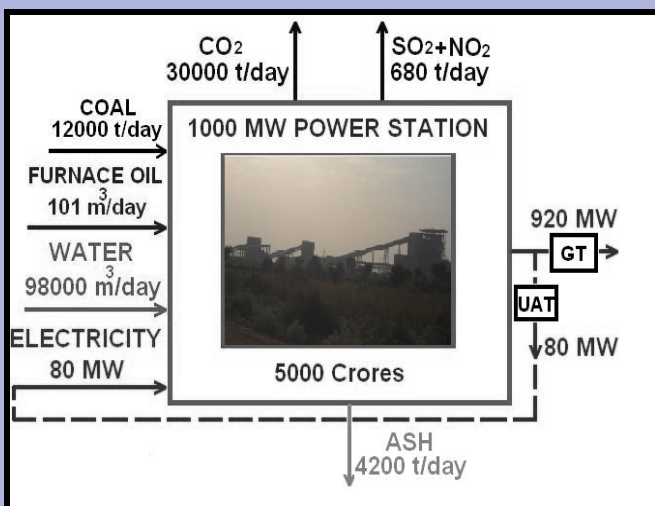 CO2
30000 t/day
SO2+NO2
680 t/day
COAL
12000 t/day
1000 MW POWER STATION
FURNACE OIL
101 m3/day
WATER
98000 m3/day
ELECTRICITY
80 MW
920 MW
GT
UAT
80 MW
5000 Crores
ASH
4200 t/day